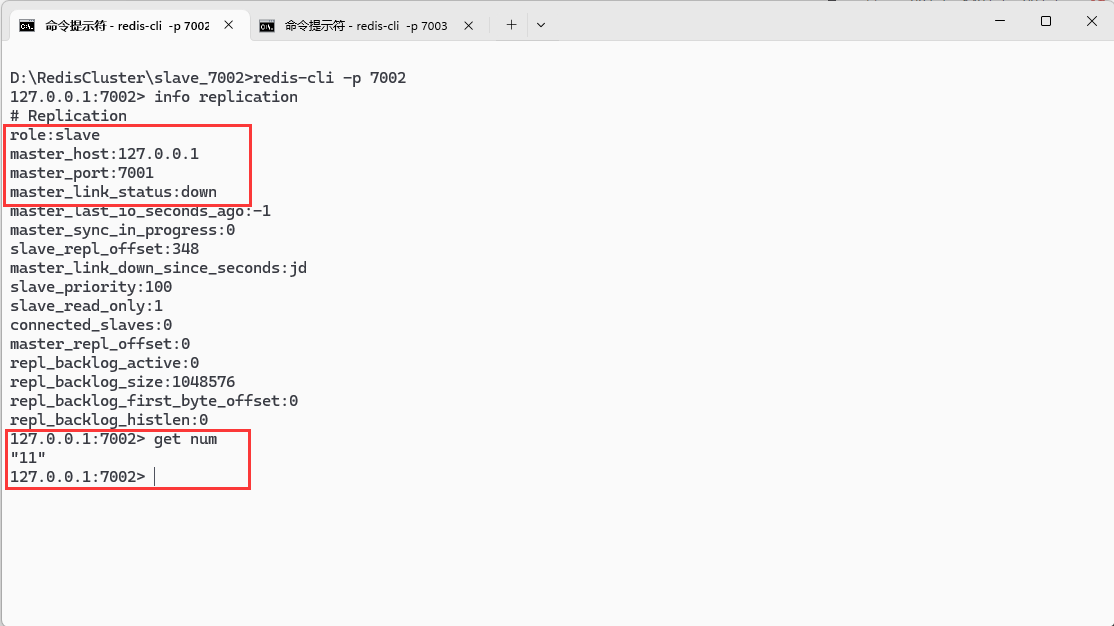 命令提示符 - redis-cli -p 7002
命令提示符 - redis-cli -p 7003
D:\RedisCluster\slave_7002>redis-cli -p 7002
127.0.0.1:7002> info replication
# Replication
role:slave
master_host:127.0.0.1
master_port:7001
master_link_status:down
master_last_io_seconds_ago:-1
master_sync_in_progress:0
slave_repl_offset:348
master_link_down_since_seconds:jd
slave_priority:100
slave_read_only:1
connected_slaves:0
master_repl_offset:0
repl_backlog_active:0
repl_backlog_size:1048576
repl_backlog_first_byte_offset:0
repl_backlog_histlen:0
127.0.0.1:7002> get num
"11"
127.0.0.1:7002>